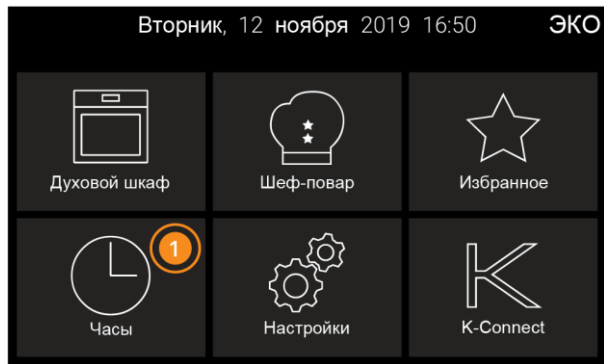 Вторник, 12 ноября 2019 16:50 ЭКО
Духовой шкаф Шеф-повар Избранное
1
Часы Настройки K-Connect